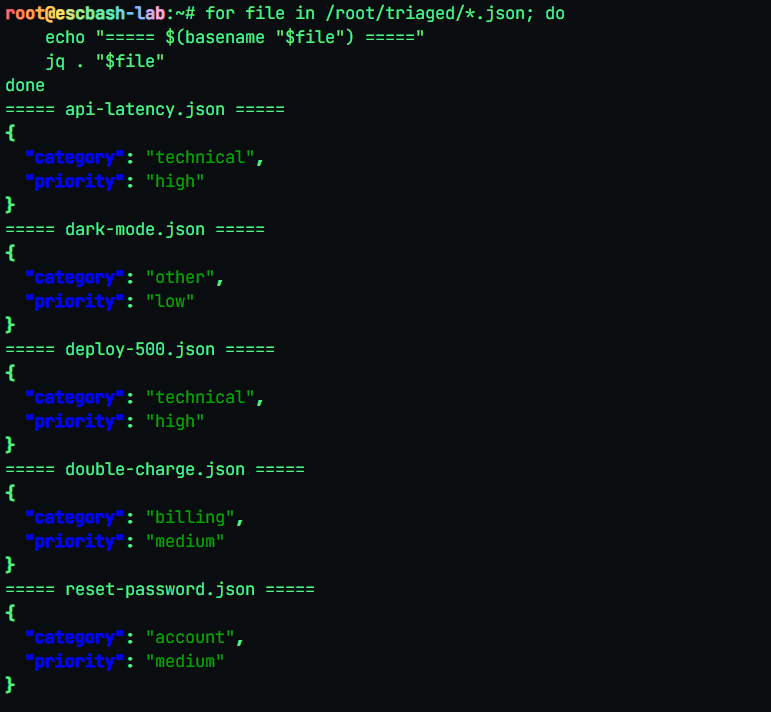 root@escbash-lab:~# for file in /root/triaged/*.json; do
    echo "===== $(basename "$file") ====="
    jq . "$file"
done
===== api-latency.json =====
{
  "category": "technical",
  "priority": "high"
}
===== dark-mode.json =====
{
  "category": "other",
  "priority": "low"
}
===== deploy-500.json =====
{
  "category": "technical",
  "priority": "high"
}
===== double-charge.json =====
{
  "category": "billing",
  "priority": "medium"
}
===== reset-password.json =====
{
  "category": "account",
  "priority": "medium"
}